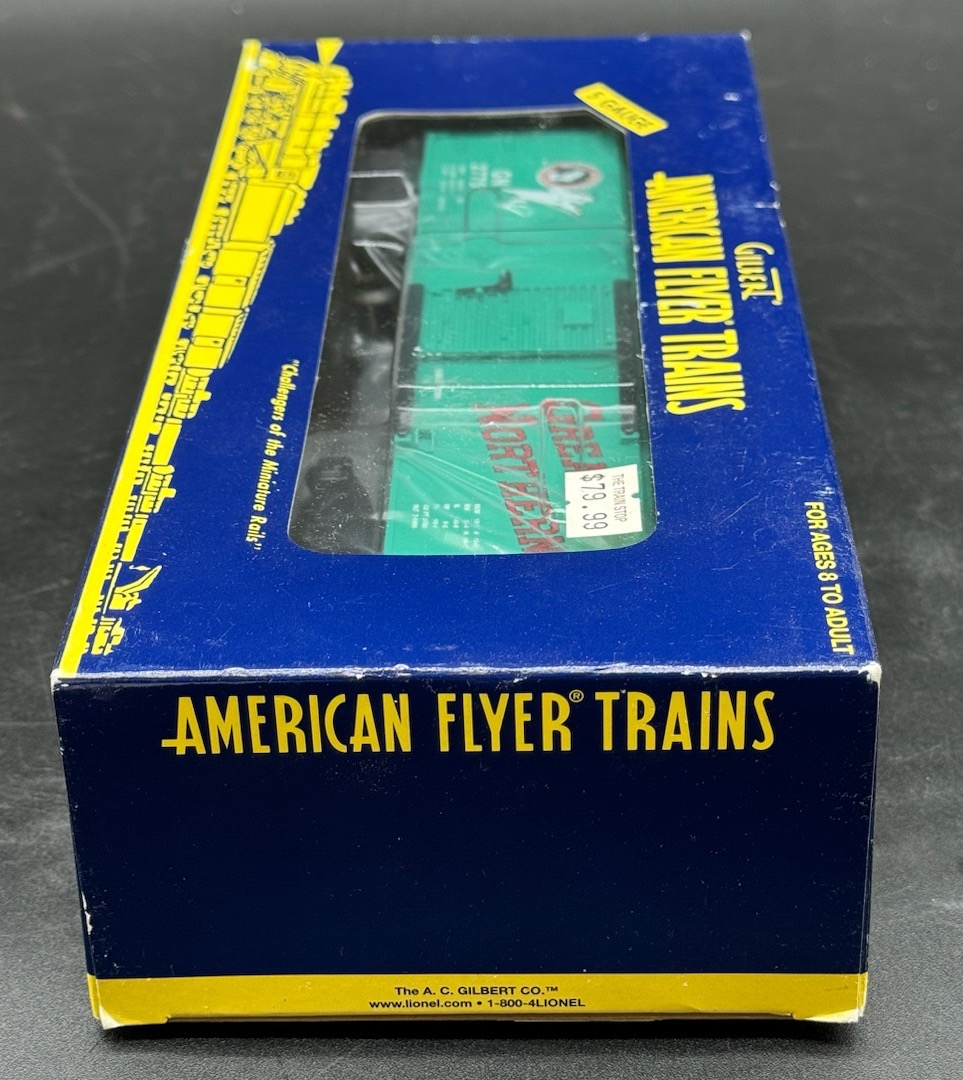 S GAUGE
GILBERT
AMERICAN FLYER TRAINS
FOR AGES 8 TO ADULT
"Challengers of the Miniature Rails"
GN
GREAT
NORTHERN
THE TRAIN STOP
$79.99
AMERICAN FLYER® TRAINS
The A. C. GILBERT CO.™
www.lionel.com • 1-800-4LIONEL